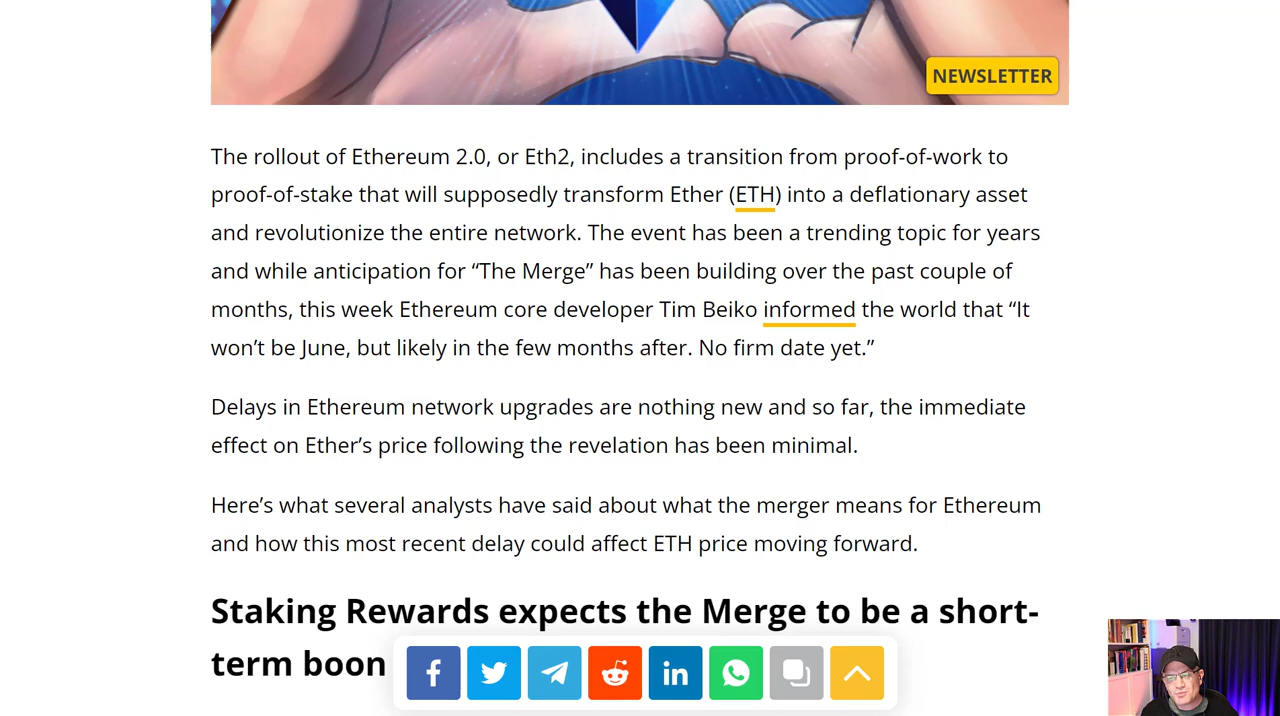 NEWSLETTER
The rollout of Ethereum 2.0, or Eth2, includes a transition from proof-of-work to
proof-of-stake that will supposedly transform Ether (ETH) into a deflationary asset
and revolutionize the entire network. The event has been a trending topic for years
and while anticipation for “The Merge” has been building over the past couple of
months, this week Ethereum core developer Tim Beiko informed the world that “It
won’t be June, but likely in the few months after. No firm date yet.”
Delays in Ethereum network upgrades are nothing new and so far, the immediate
effect on Ether’s price following the revelation has been minimal.
Here’s what several analysts have said about what the merger means for Ethereum
and how this most recent delay could affect ETH price moving forward.
Staking Rewards expects the Merge to be a short-
term boon